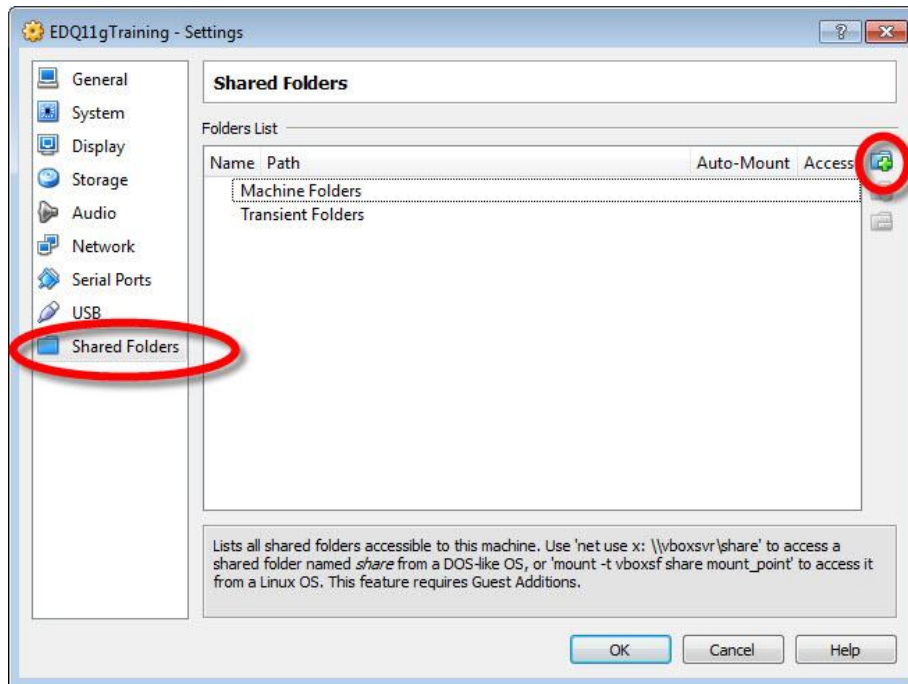 EDQ11gTraining - Settings
General
System
Display
Storage
Audio
Network
Serial Ports
USB
Shared Folders
Shared Folders
Folders List
Name Path Auto-Mount Access
Machine Folders
Transient Folders
Lists all shared folders accessible to this machine. Use 'net use x: \\vboxsvr\share' to access a
shared folder named share from a DOS-like OS, or 'mount -t vboxsf share mount_point' to access it
from a Linux OS. This feature requires Guest Additions.
OK Cancel Help